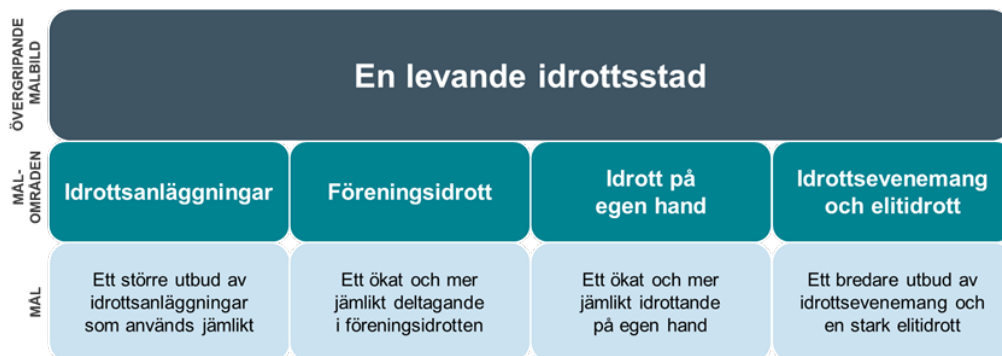 ÖVERGRIPANDE
MÅLBILD
En levande idrottsstad
MÅL-
OMRÅDEN
Idrottsanläggningar
Föreningsidrott
Idrott på
egen hand
Idrottsevenemang
och elitidrott
MÅL
Ett större utbud av
idrottsanläggningar
som används jämlikt
Ett ökat och mer
jämlikt deltagande
i föreningsidrotten
Ett ökat och mer
jämlikt idrottande
på egen hand
Ett bredare utbud av
idrottsevenemang och
en stark elitidrott